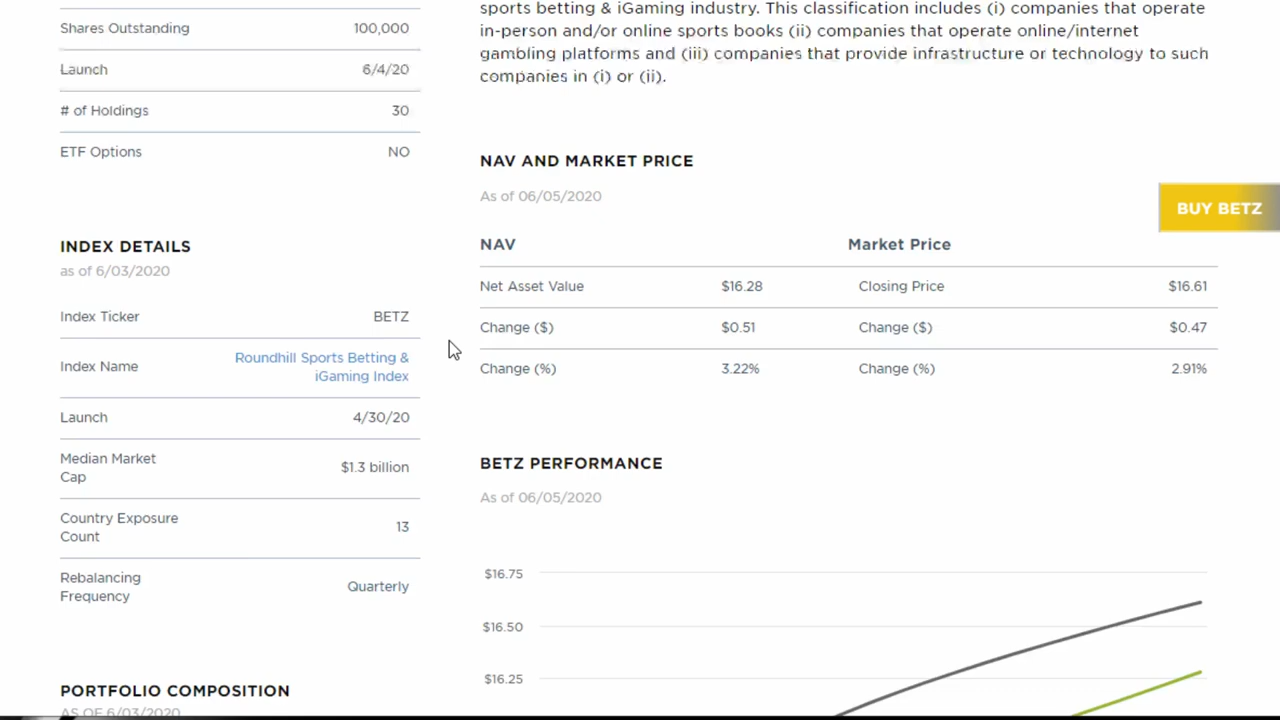 Shares Outstanding 100,000
Launch 6/4/20
# of Holdings 30
ETF Options NO
INDEX DETAILS
as of 6/03/2020
Index Ticker BETZ
Index Name Roundhill Sports Betting &
iGaming Index
Launch 4/30/20
Median Market
Cap $1.3 billion
Country Exposure
Count 13
Rebalancing
Frequency Quarterly
PORTFOLIO COMPOSITION
AS OF 6/03/2020
sports betting & iGaming industry. This classification includes (i) companies that operate
in-person and/or online sports books (ii) companies that operate online/internet
gambling platforms and (iii) companies that provide infrastructure or technology to such
companies in (i) or (ii).
NAV AND MARKET PRICE
As of 06/05/2020
BUY BETZ
NAV Market Price
Net Asset Value $16.28 Closing Price $16.61
Change ($) $0.51 Change ($) $0.47
Change (%) 3.22% Change (%) 2.91%
BETZ PERFORMANCE
As of 06/05/2020
$16.75
$16.50
$16.25